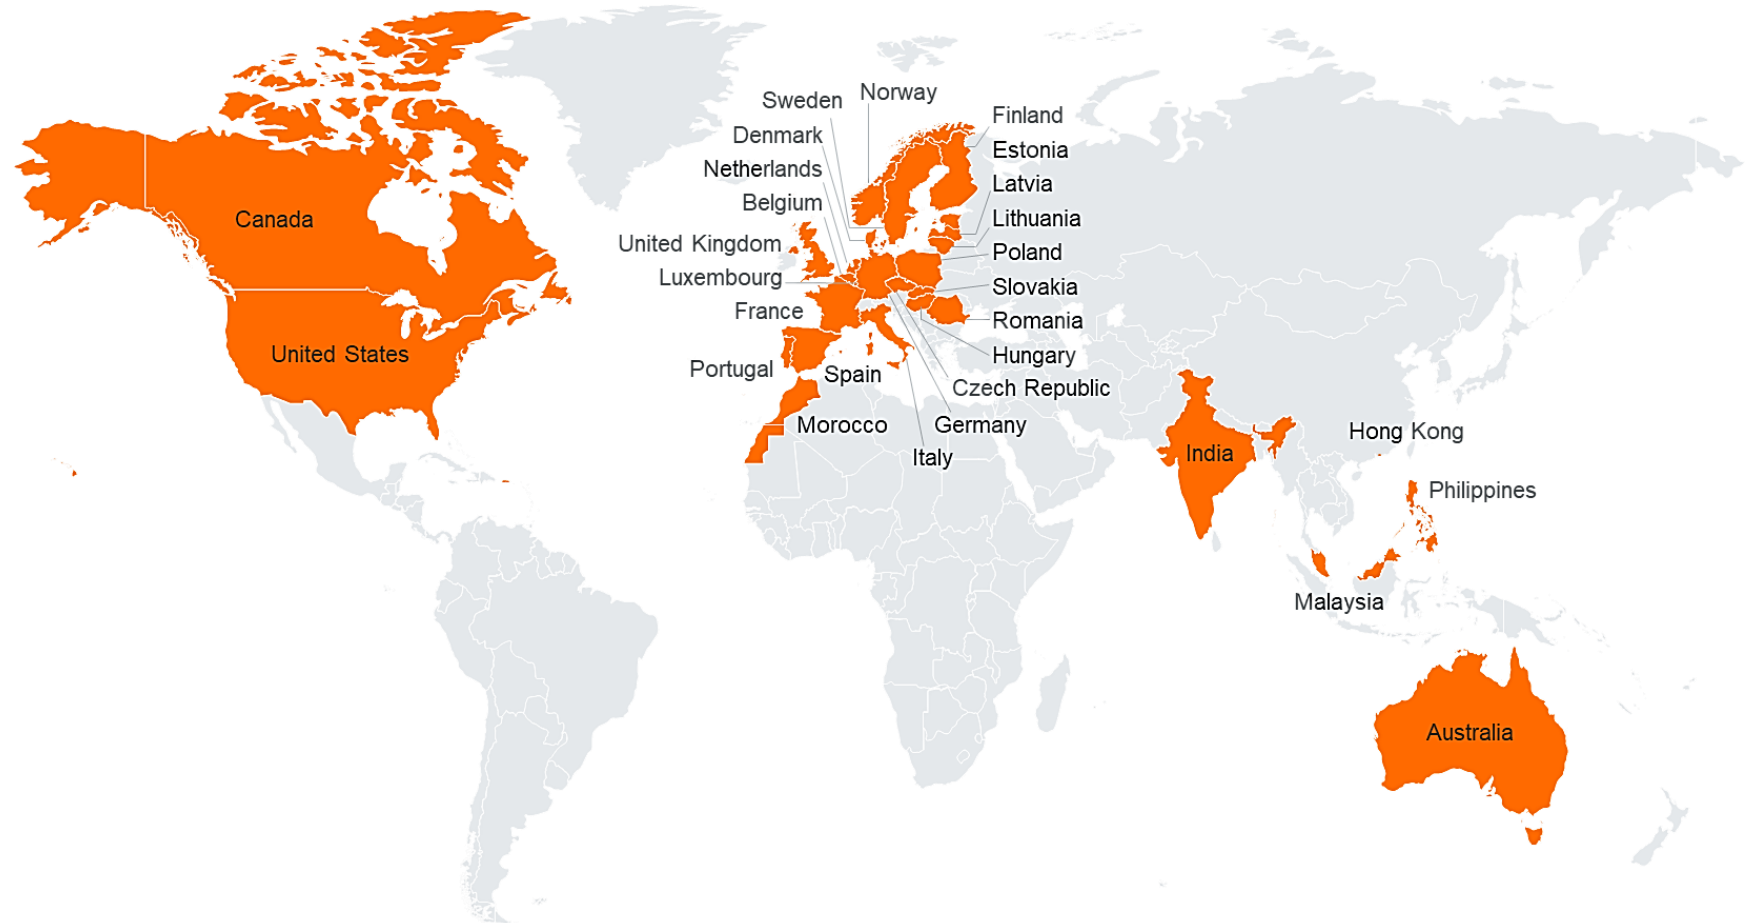 Norway
Sweden
Finland
Denmark
Estonia
Netherlands
Latvia
Belgium
Lithuania
Canada
United Kingdom
Poland
Luxembourg
Slovakia
France
Romania
United States
Hungary
Portugal
Spain
Czech Republic
Morocco
Germany
Hong Kong
India
Italy
Philippines
Malaysia
Australia